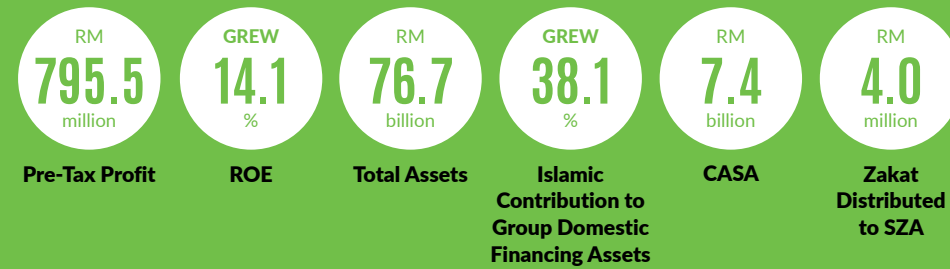 RM
795.5
million
Pre-Tax Profit
GREW
14.1
%
ROE
RM
76.7
billion
Total Assets
GREW
38.1
%
Islamic
Contribution to
Group Domestic
Financing Assets
RM
7.4
billion
CASA
RM
4.0
million
Zakat
Distributed
to SZA